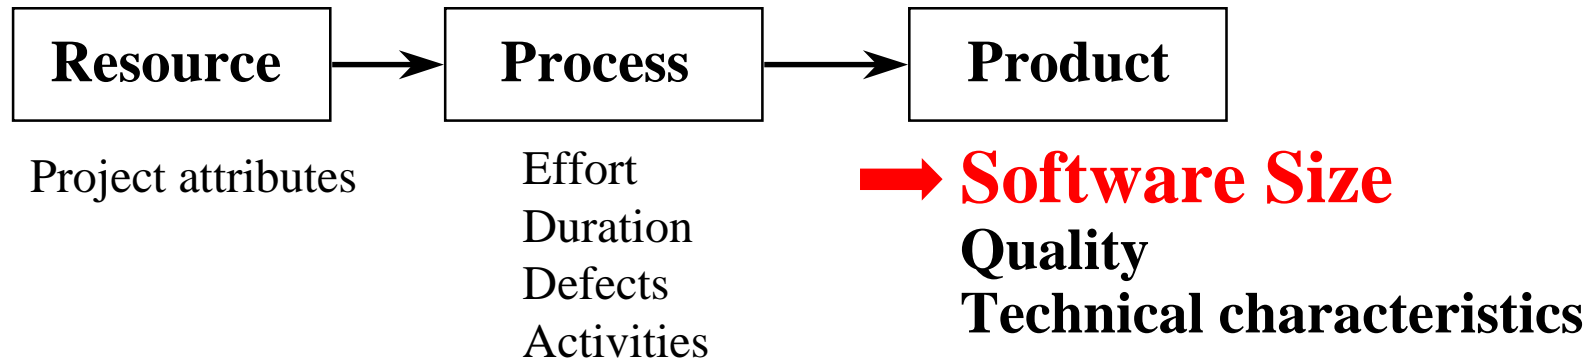 Resource
Process
Product
Project attributes
Effort
Duration
Defects
Activities
Software Size
Quality
Technical characteristics